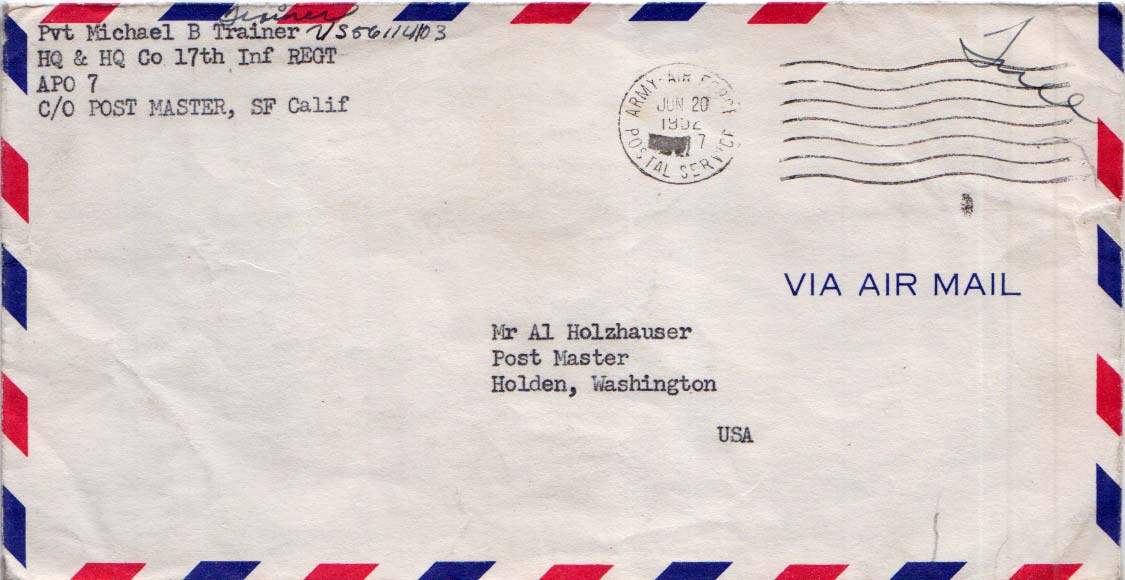 Trainer
Pvt Michael B Trainer US56114103
HQ & HQ Co 17th Inf REGT
APO 7
C/O POST MASTER, SF Calif
ARMY-AIR FORCE
JUN 20
1952
7
POSTAL SERVICE
Free
VIA AIR MAIL
Mr Al Holzhauser
Post Master
Holden, Washington
USA